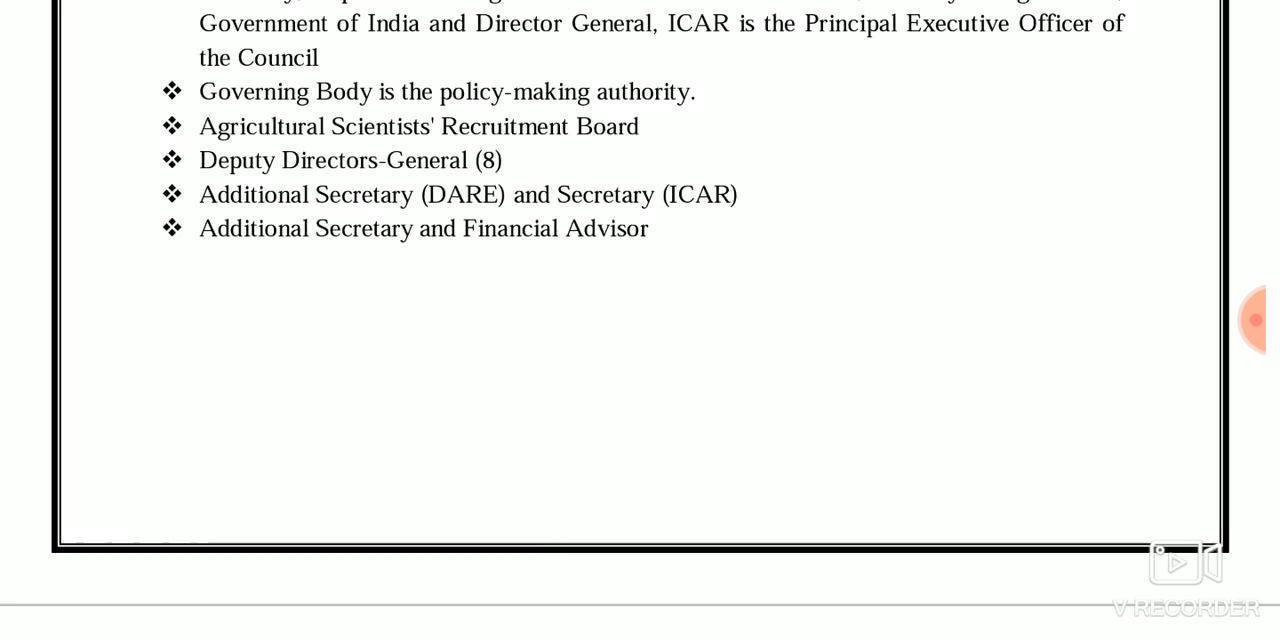 Government of India and Director General, ICAR is the Principal Executive Officer of
the Council
❖ Governing Body is the policy-making authority.
❖ Agricultural Scientists' Recruitment Board
❖ Deputy Directors-General (8)
❖ Additional Secretary (DARE) and Secretary (ICAR)
❖ Additional Secretary and Financial Advisor
V RECORDER